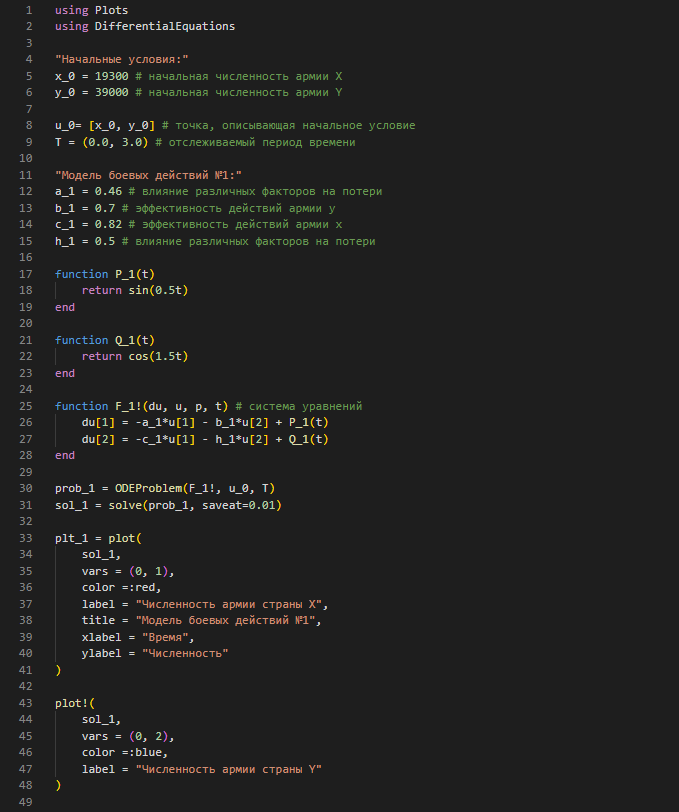 1 using Plots
2 using DifferentialEquations
3
4 "Начальные условия:"
5 x_0 = 19300 # начальная численность армии X
6 y_0 = 39000 # начальная численность армии Y
7
8 u_0= [x_0, y_0] # точка, описывающая начальное условие
9 T = (0.0, 3.0) # отслеживаемый период времени
10
11 "Модель боевых действий №1:"
12 a_1 = 0.46 # влияние различных факторов на потери
13 b_1 = 0.7 # эффективность действий армии y
14 c_1 = 0.82 # эффективность действий армии x
15 h_1 = 0.5 # влияние различных факторов на потери
16
17 function P_1(t)
18     return sin(0.5t)
19 end
20
21 function Q_1(t)
22     return cos(1.5t)
23 end
24
25 function F_1!(du, u, p, t) # система уравнений
26     du[1] = -a_1*u[1] - b_1*u[2] + P_1(t)
27     du[2] = -c_1*u[1] - h_1*u[2] + Q_1(t)
28 end
29
30 prob_1 = ODEProblem(F_1!, u_0, T)
31 sol_1 = solve(prob_1, saveat=0.01)
32
33 plt_1 = plot(
34     sol_1,
35     vars = (0, 1),
36     color =:red,
37     label = "Численность армии страны X",
38     title = "Модель боевых действий №1",
39     xlabel = "Время",
40     ylabel = "Численность"
41 )
42
43 plot!(
44     sol_1,
45     vars = (0, 2),
46     color =:blue,
47     label = "Численность армии страны Y"
48 )
49